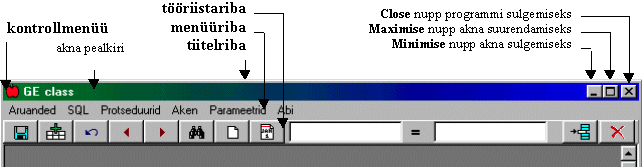 kontrollmenüü
akna pealkiri
tööriistariba
menüüriba
tiitelriba
Close nupp programmi sulgemiseks
Maximise nupp akna suurendamiseks
Minimise nupp akna sulgemiseks
GE class
Aruanded SQL Protseduurid Aken Parameetrid Abi
=